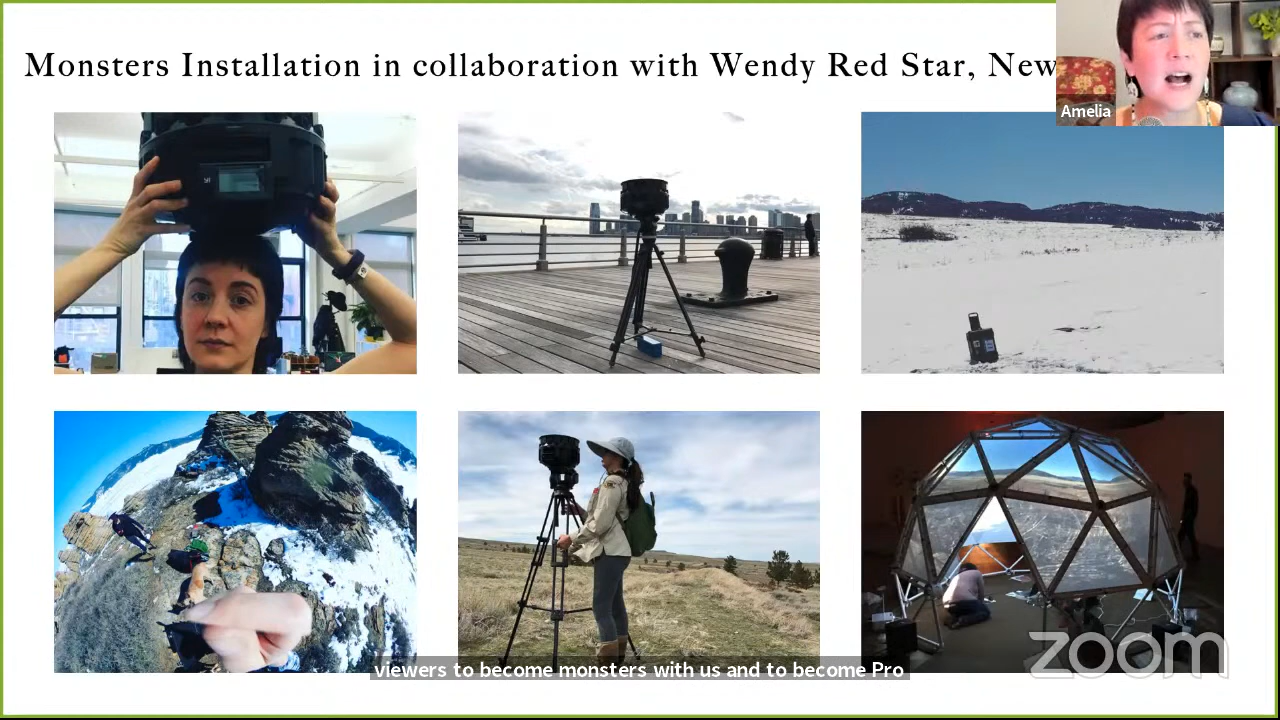 Monsters Installation in collaboration with Wendy Red Star, New
Amelia
viewers to become monsters with us and to become Pro
zoom